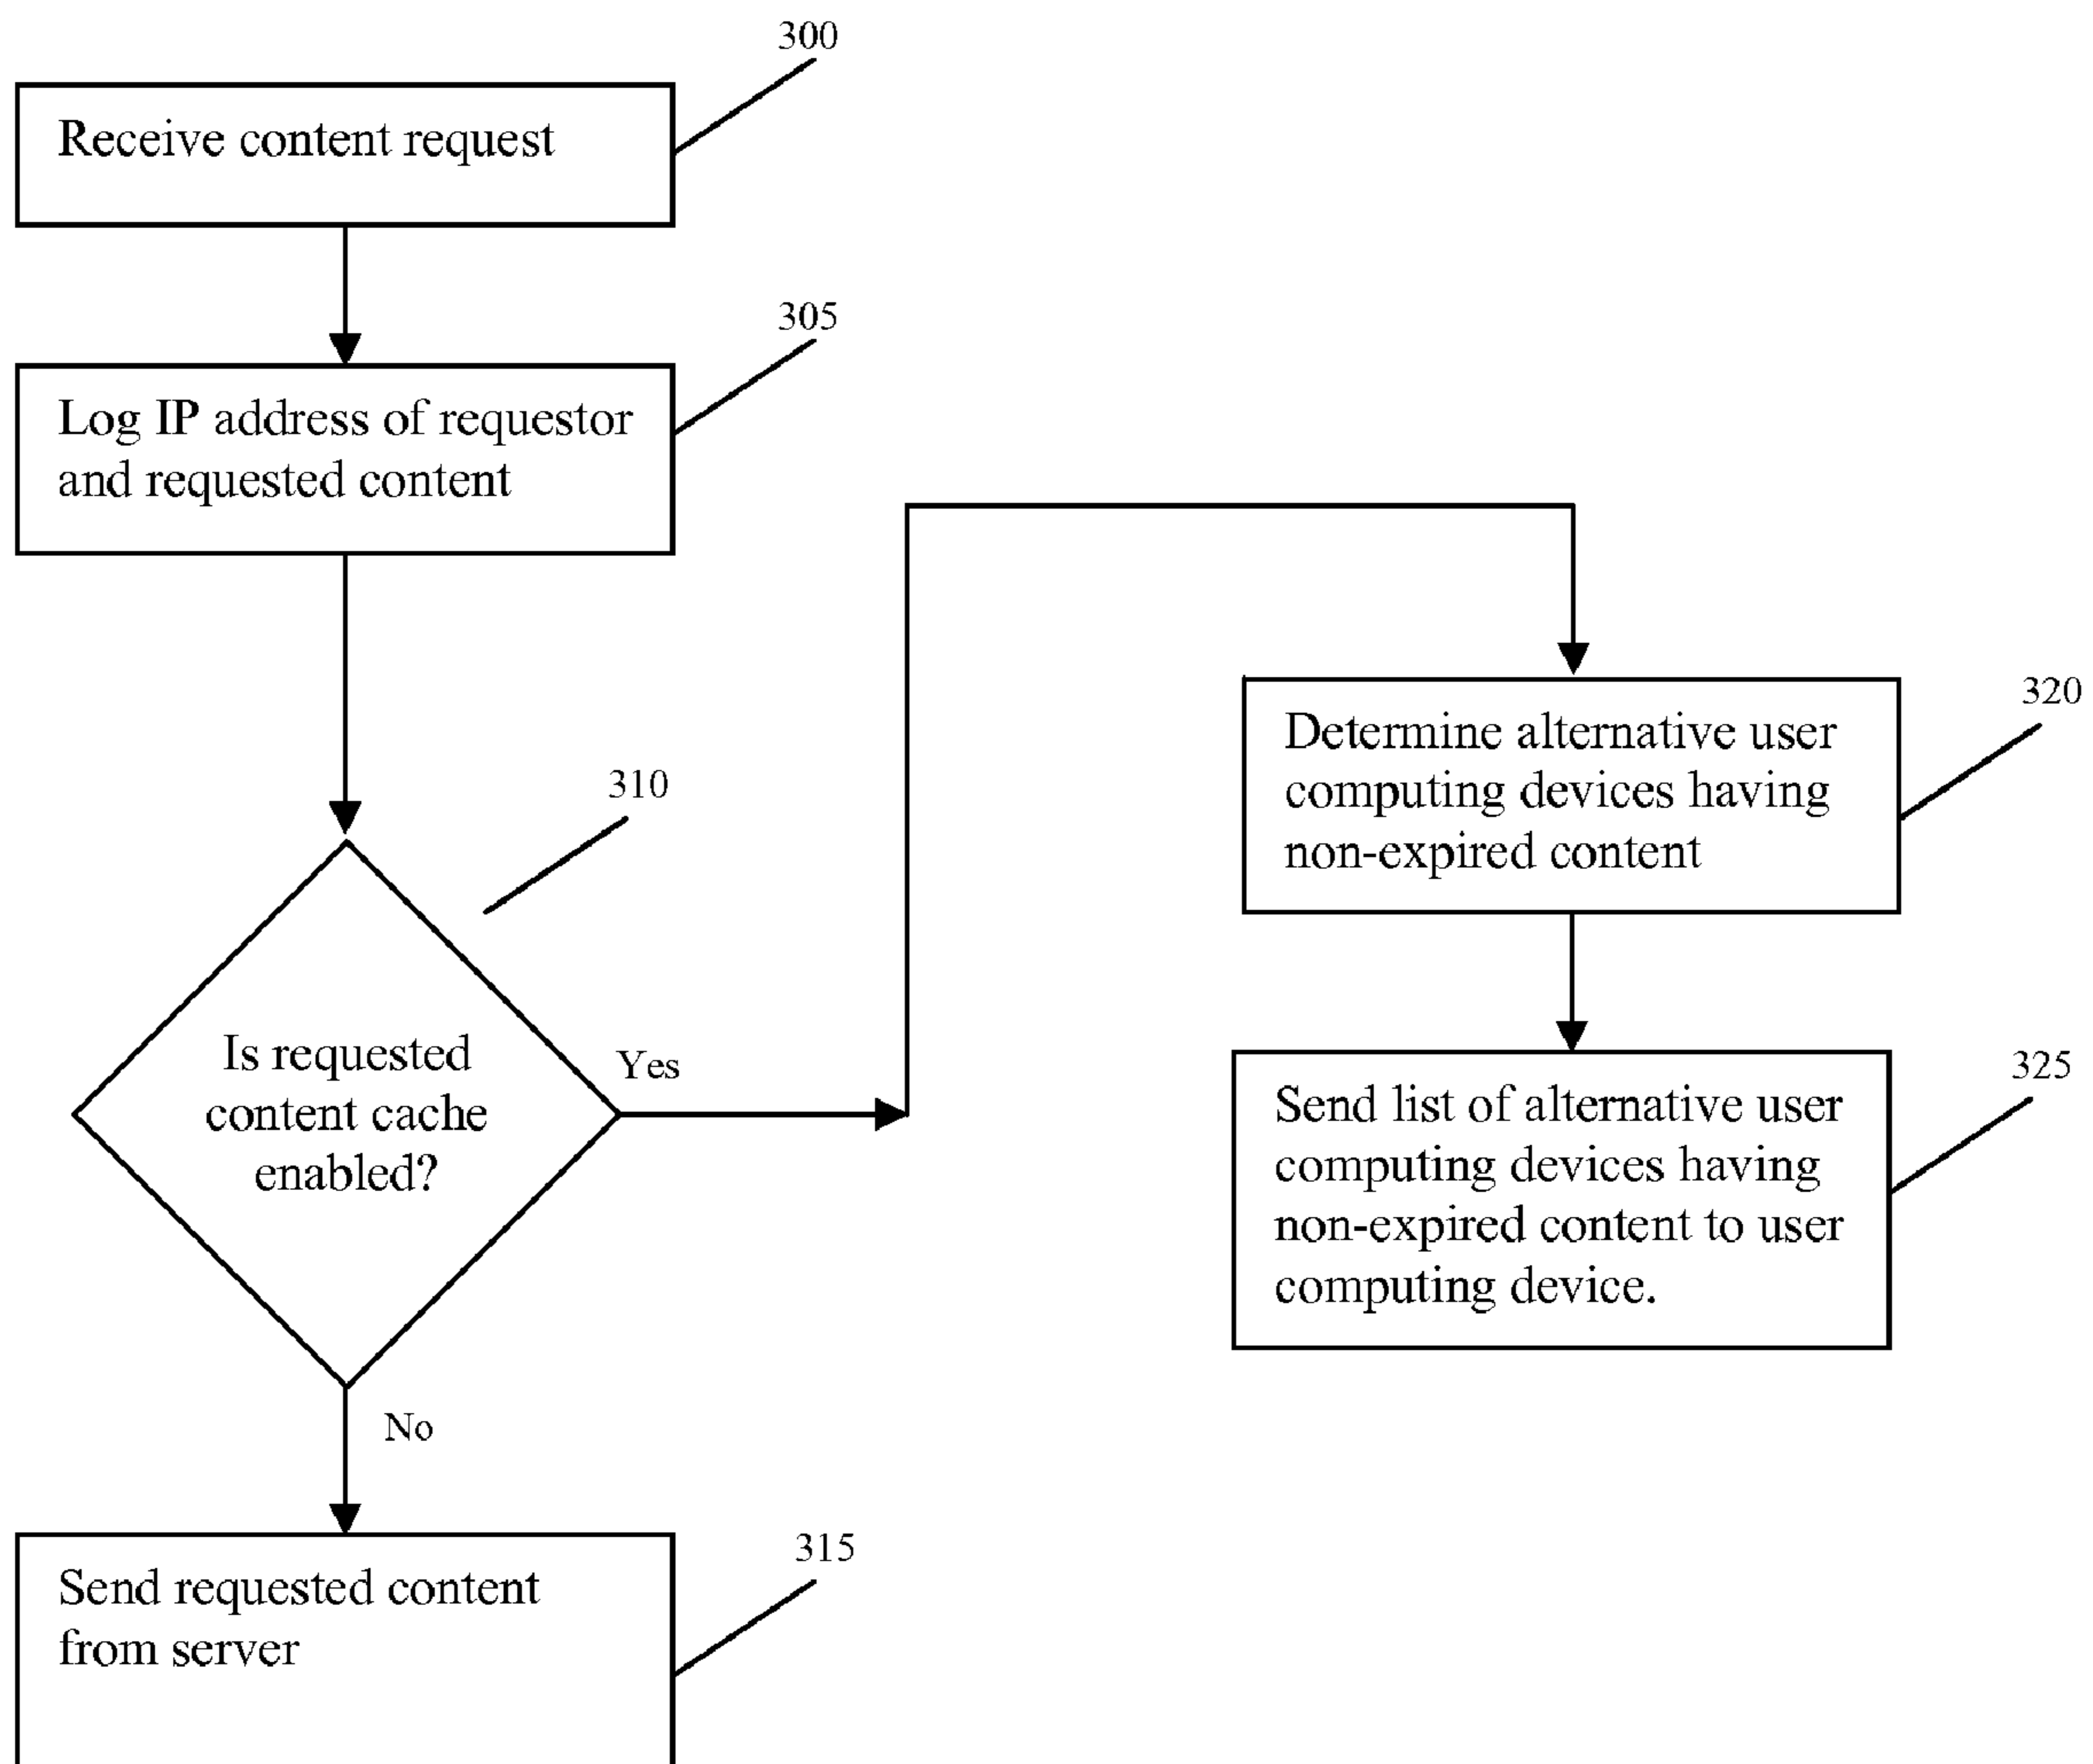 300
Receive content request
305
Log IP address of requestor
and requested content
310
Is requested
content cache
enabled?
Yes
No
315
Send requested content
from server
320
Determine alternative user
computing devices having
non-expired content
325
Send list of alternative user
computing devices having
non-expired content to user
computing device.